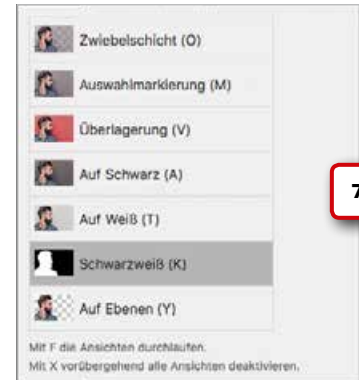 Zwiebelschicht (O)
Auswahlmarkierung (M)
Überlagerung (V)
Auf Schwarz (A)
7
Auf Weiß (T)
Schwarzweiß (K)
Auf Ebenen (Y)
Mit F die Ansichten durchlaufen.
Mit X vorübergehend alle Ansichten deaktivieren.